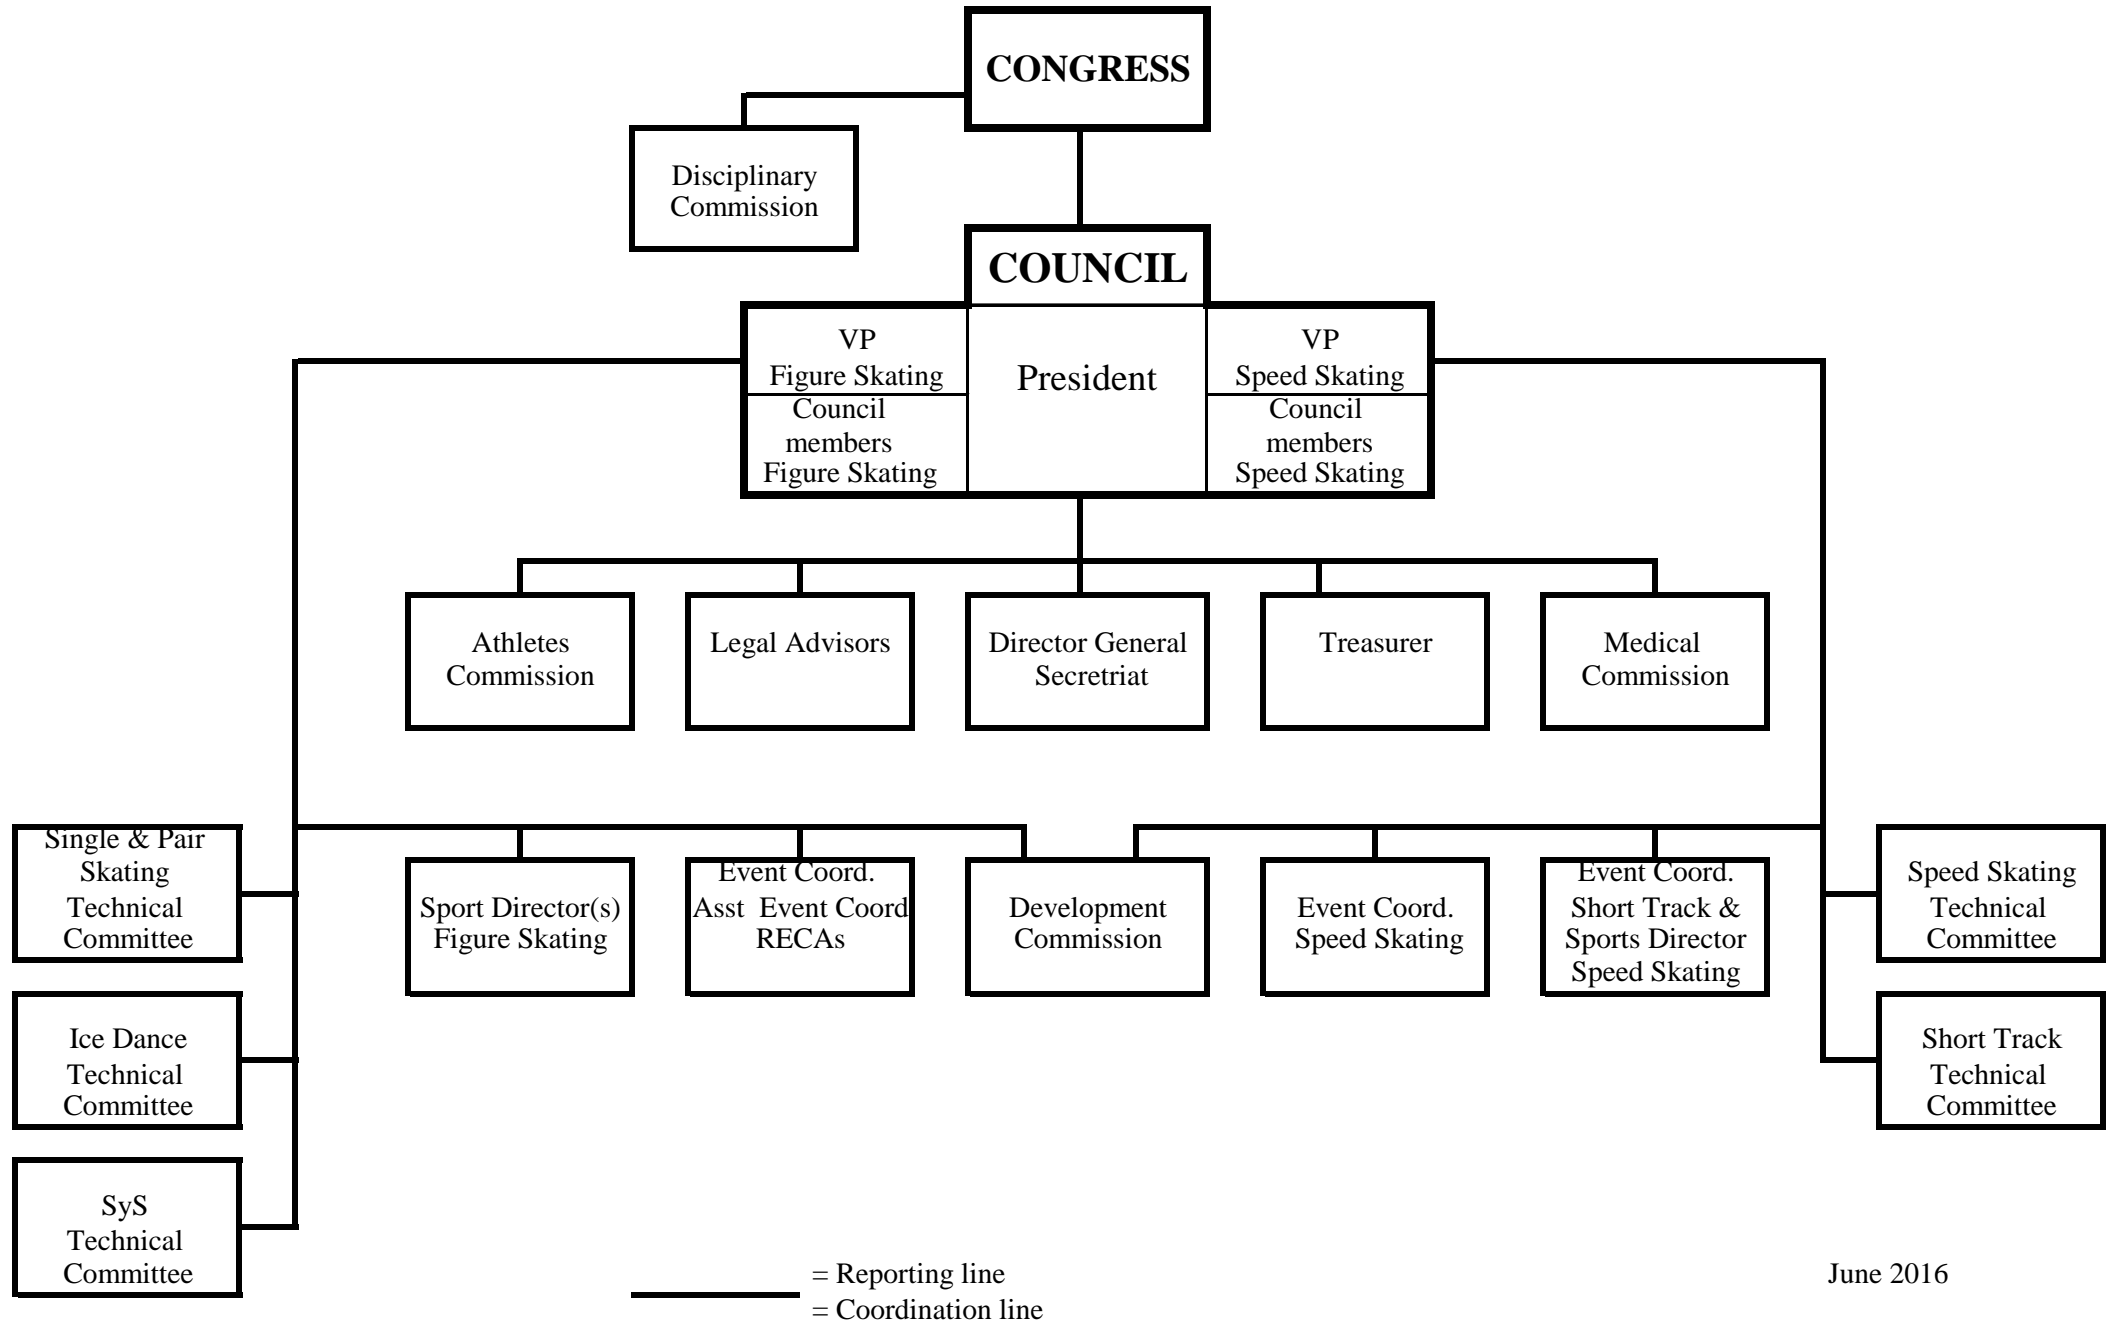 CONGRESS
Disciplinary
Commission
COUNCIL
VP
Figure Skating
Council
members
Figure Skating
President
VP
Speed Skating
Council
members
Speed Skating
Athletes
Commission
Legal Advisors
Director General
Secretriat
Treasurer
Medical
Commission
Single & Pair
Skating
Technical
Committee
Sport Director(s)
Figure Skating
Event Coord.
Asst Event Coord
RECAs
Development
Commission
Event Coord.
Speed Skating
Event Coord.
Short Track &
Sports Director
Speed Skating
Speed Skating
Technical
Committee
Ice Dance
Technical
Committee
Short Track
Technical
Committee
SyS
Technical
Committee
= Reporting line
= Coordination line
June 2016